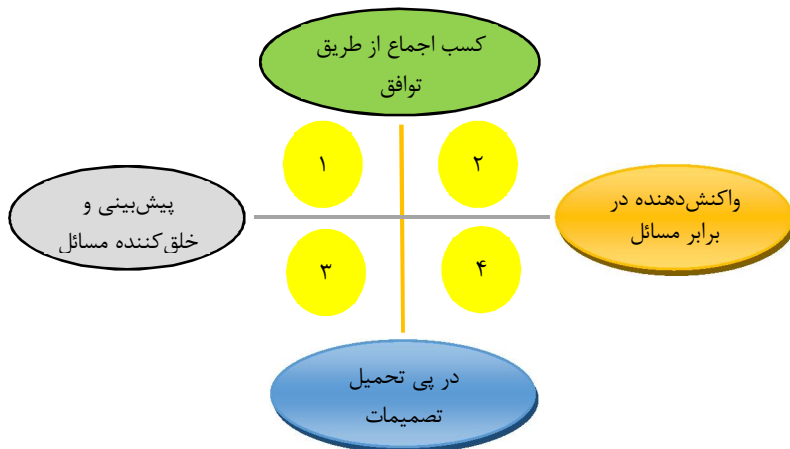 کسب اجماع از طریق
توافق
۱
۲
پیش‌بینی و
خلق‌کننده مسائل
واکنش‌دهنده در
برابر مسائل
۳
۴
در پی تحمیل
تصمیمات